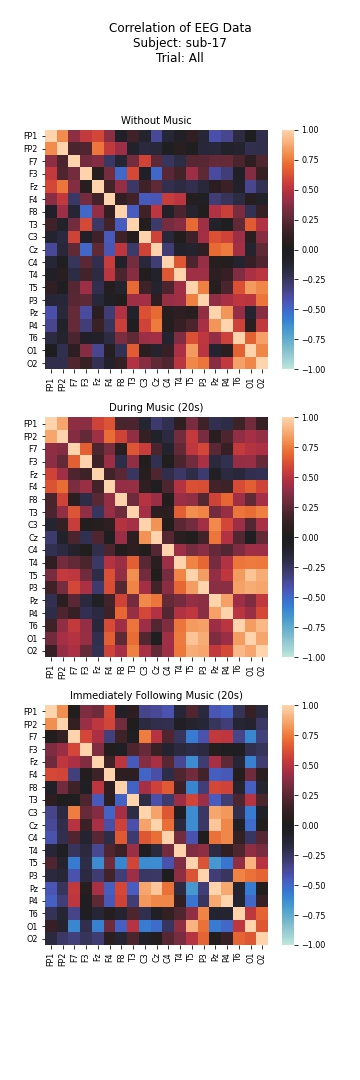 Correlation of EEG Data
Subject: sub-17
Trial: All
Without Music
FP1
FP2
F7
F3
Fz
F4
F8
T3
C3
Cz
C4
T4
T5
P3
Pz
P4
T6
O1
O2
FP1 FP2 F7 F3 Fz F4 F8 T3 C3 Cz C4 T4 T5 P3 Pz P4 T6 O1 O2
1.00
0.75
0.50
0.25
0.00
−0.25
−0.50
−0.75
−1.00
During Music (20s)
FP1
FP2
F7
F3
Fz
F4
F8
T3
C3
Cz
C4
T4
T5
P3
Pz
P4
T6
O1
O2
FP1 FP2 F7 F3 Fz F4 F8 T3 C3 Cz C4 T4 T5 P3 Pz P4 T6 O1 O2
1.00
0.75
0.50
0.25
0.00
−0.25
−0.50
−0.75
−1.00
Immediately Following Music (20s)
FP1
FP2
F7
F3
Fz
F4
F8
T3
C3
Cz
C4
T4
T5
P3
Pz
P4
T6
O1
O2
FP1 FP2 F7 F3 Fz F4 F8 T3 C3 Cz C4 T4 T5 P3 Pz P4 T6 O1 O2
1.00
0.75
0.50
0.25
0.00
−0.25
−0.50
−0.75
−1.00